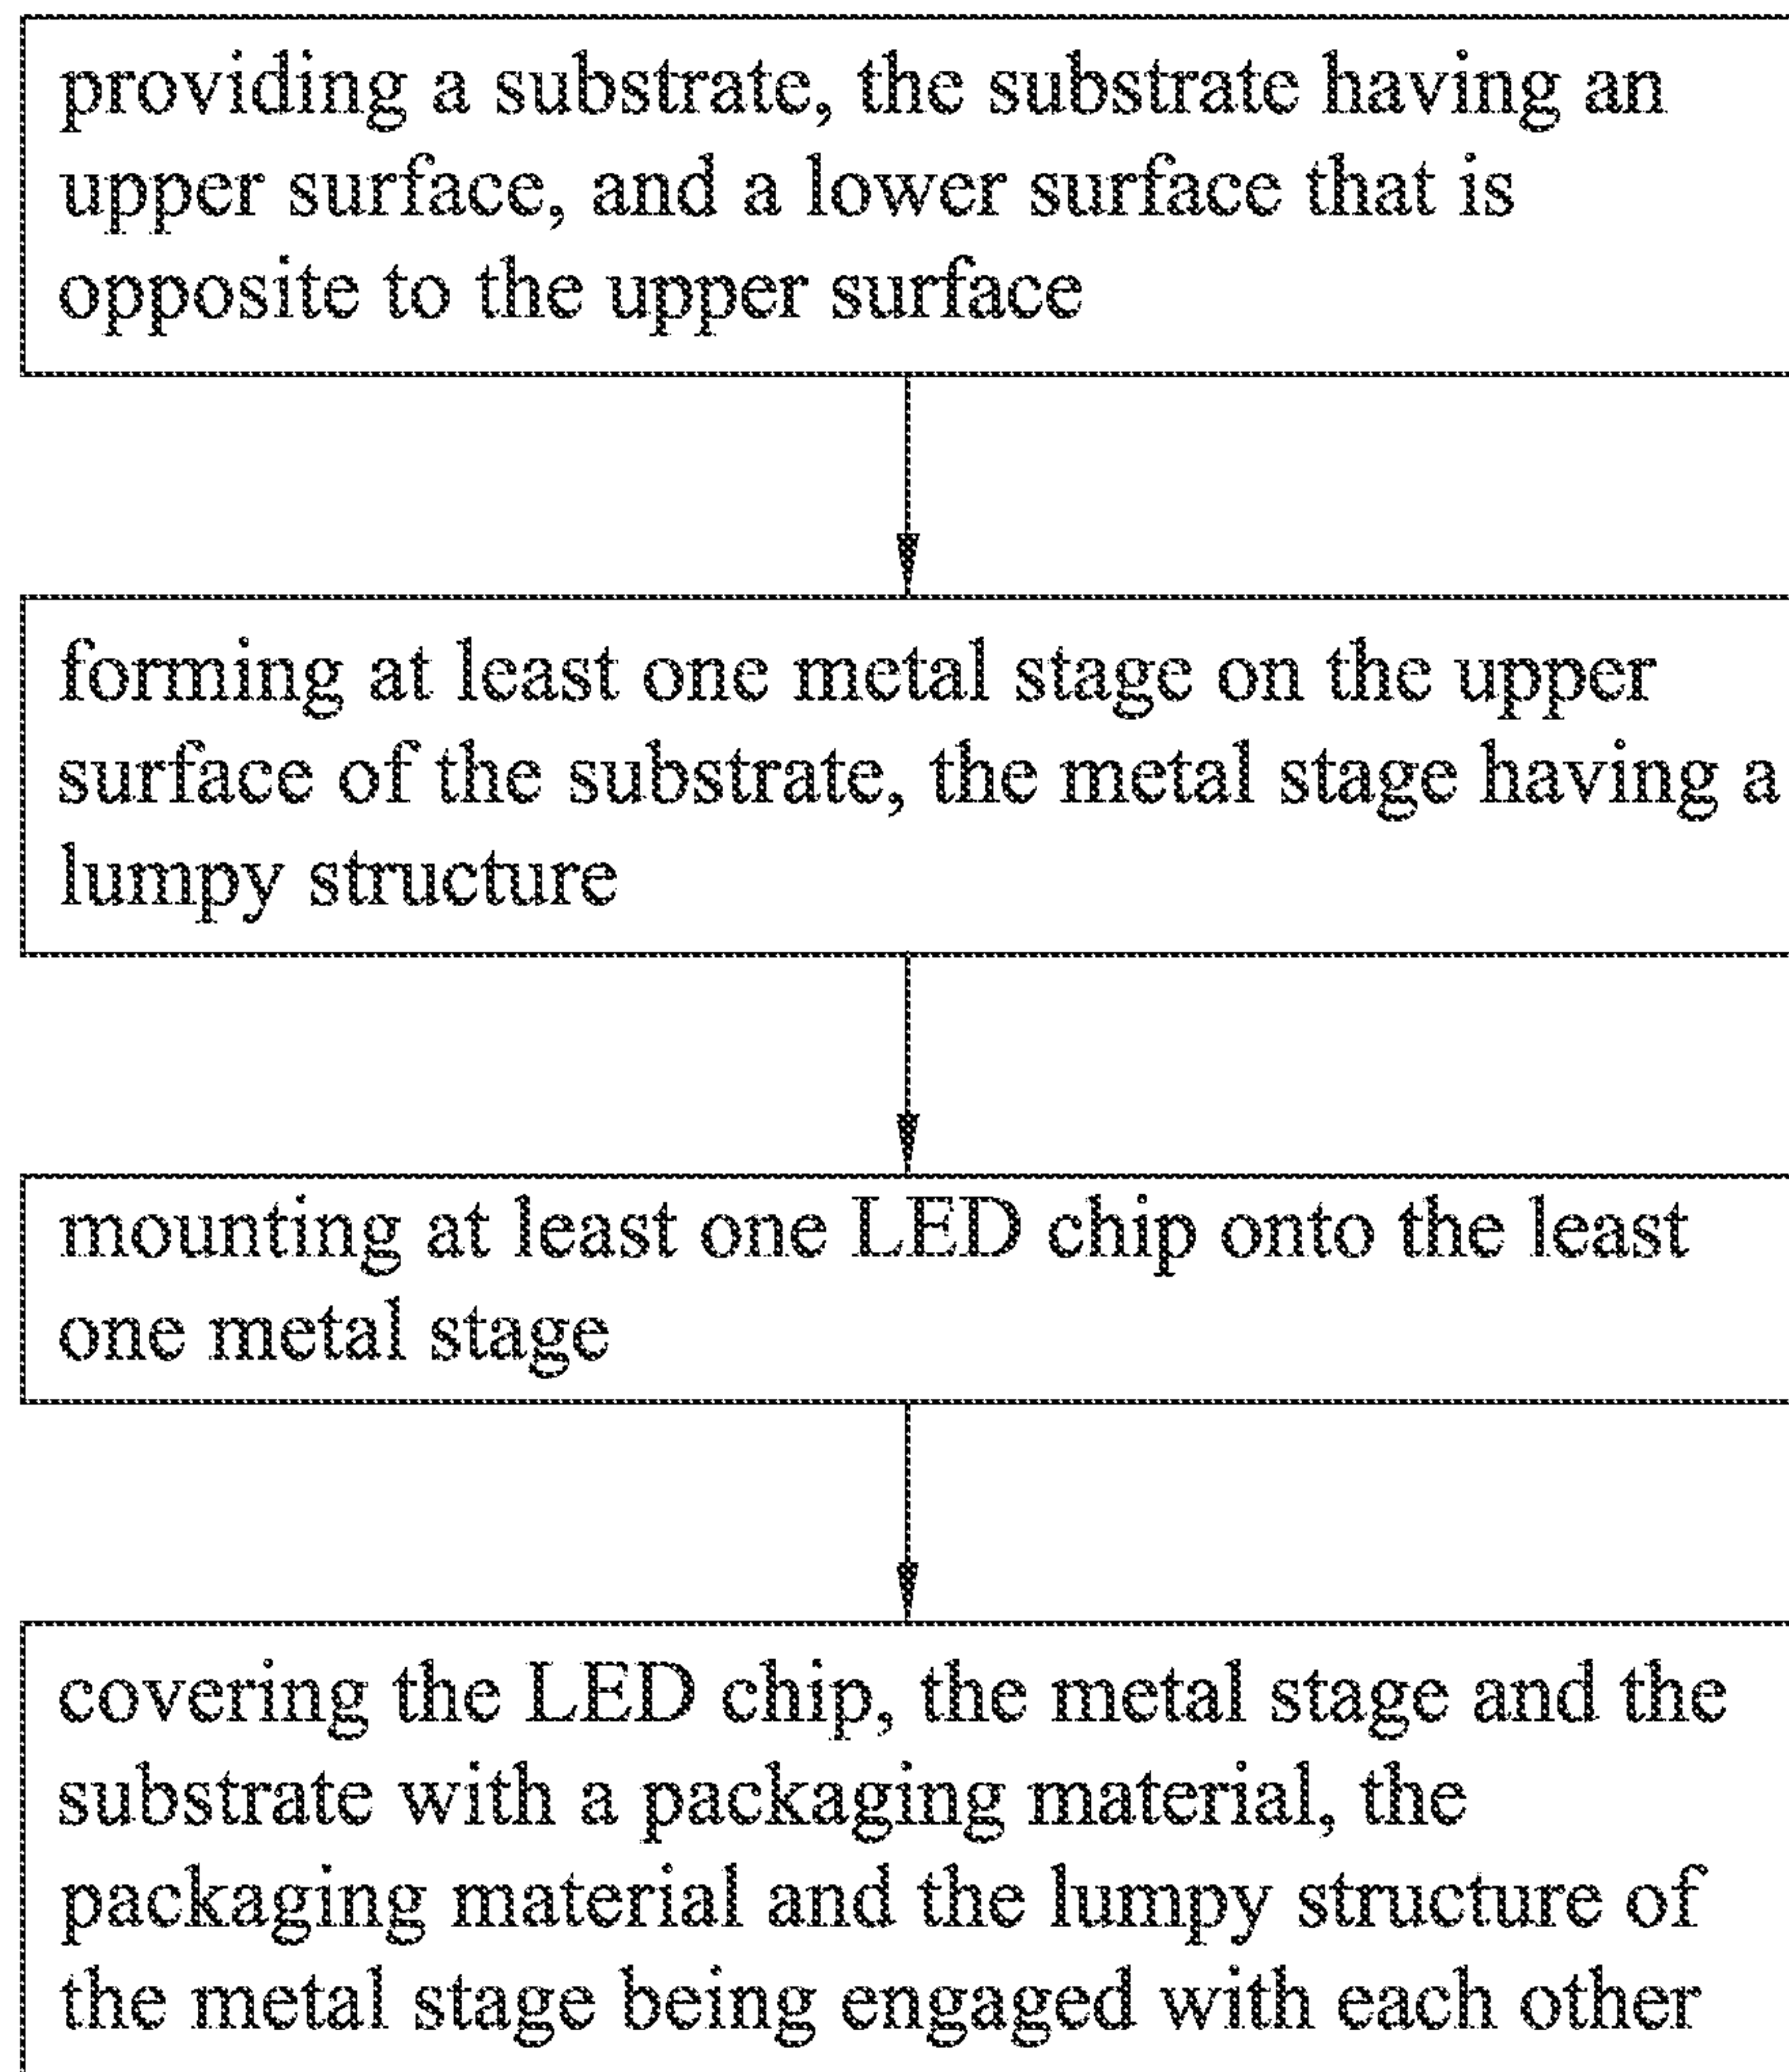 providing a substrate, the substrate having an
upper surface, and a lower surface that is
opposite to the upper surface
forming at least one metal stage on the upper
surface of the substrate, the metal stage having a
lumpy structure
mounting at least one LED chip onto the least
one metal stage
covering the LED chip, the metal stage and the
substrate with a packaging material, the
packaging material and the lumpy structure of
the metal stage being engaged with each other